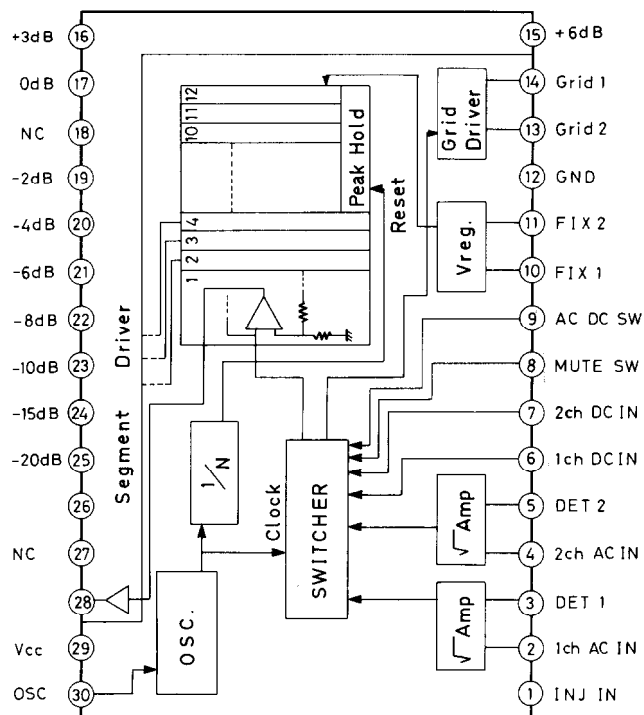 +3dB 16
0dB 17
NC 18
-2dB 19
-4dB 20
-6dB 21
-8dB 22
-10dB 23
-15dB 24
-20dB 25
26
NC 27
28
Vcc 29
OSC 30
Segment Driver
12
11
10
4
3
2
1
Peak Hold
Reset
1/N
OSC.
Clock
SWITCHER
Grid Driver
Vreg.
√Amp
√Amp
15 +6dB
14 Grid 1
13 Grid 2
12 GND
11 FIX 2
10 FIX 1
9 AC DC SW
8 MUTE SW
7 2ch DC IN
6 1ch DC IN
5 DET 2
4 2ch AC IN
3 DET 1
2 1ch AC IN
1 INJ IN